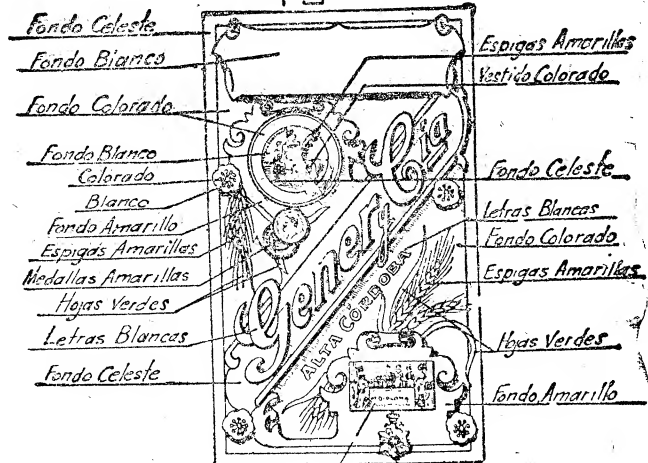 Fondo Celeste
Fondo Blanco
Fondo Colorado
Fondo Blanco
Colorado
Blanco
Fondo Amarillo
Espigas Amarillas
Medallas Amarillas
Hojas Verdes
Letras Blancas
Fondo Celeste
Espigas Amarillas
Vestido Colorado
Fondo Celeste
Letras Blancas
Fondo Colorado
Espigas Amarillas
Hojas Verdes
Fondo Amarillo
Generg Cia
ALTA CORDOBA